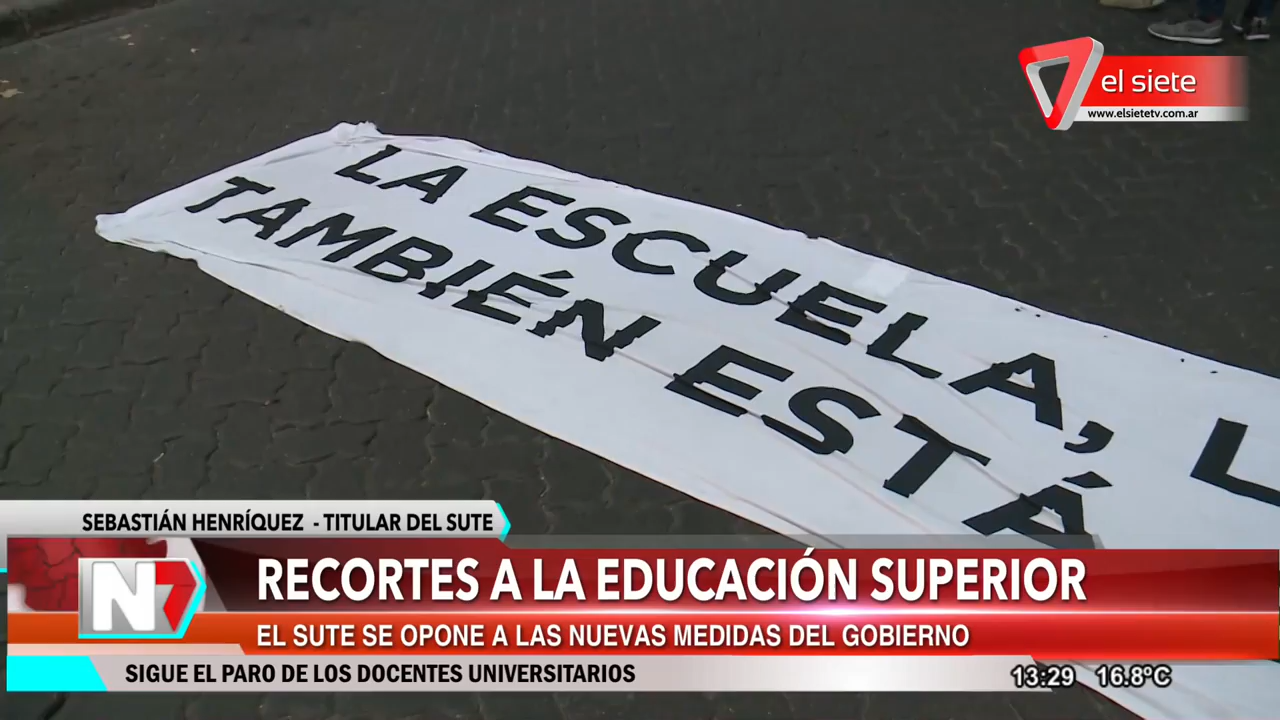 el siete
www.elsietetv.com.ar
LA ESCUELA, L
TAMBIÉN ESTÁ
SEBASTIÁN HENRÍQUEZ - TITULAR DEL SUTE
N7
RECORTES A LA EDUCACIÓN SUPERIOR
EL SUTE SE OPONE A LAS NUEVAS MEDIDAS DEL GOBIERNO
SIGUE EL PARO DE LOS DOCENTES UNIVERSITARIOS
13:29 16.8ºC